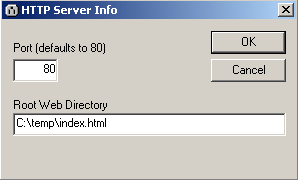 HTTP Server Info
Port (defaults to 80)
OK
80
Cancel
Root Web Directory
C:\temp\index.html